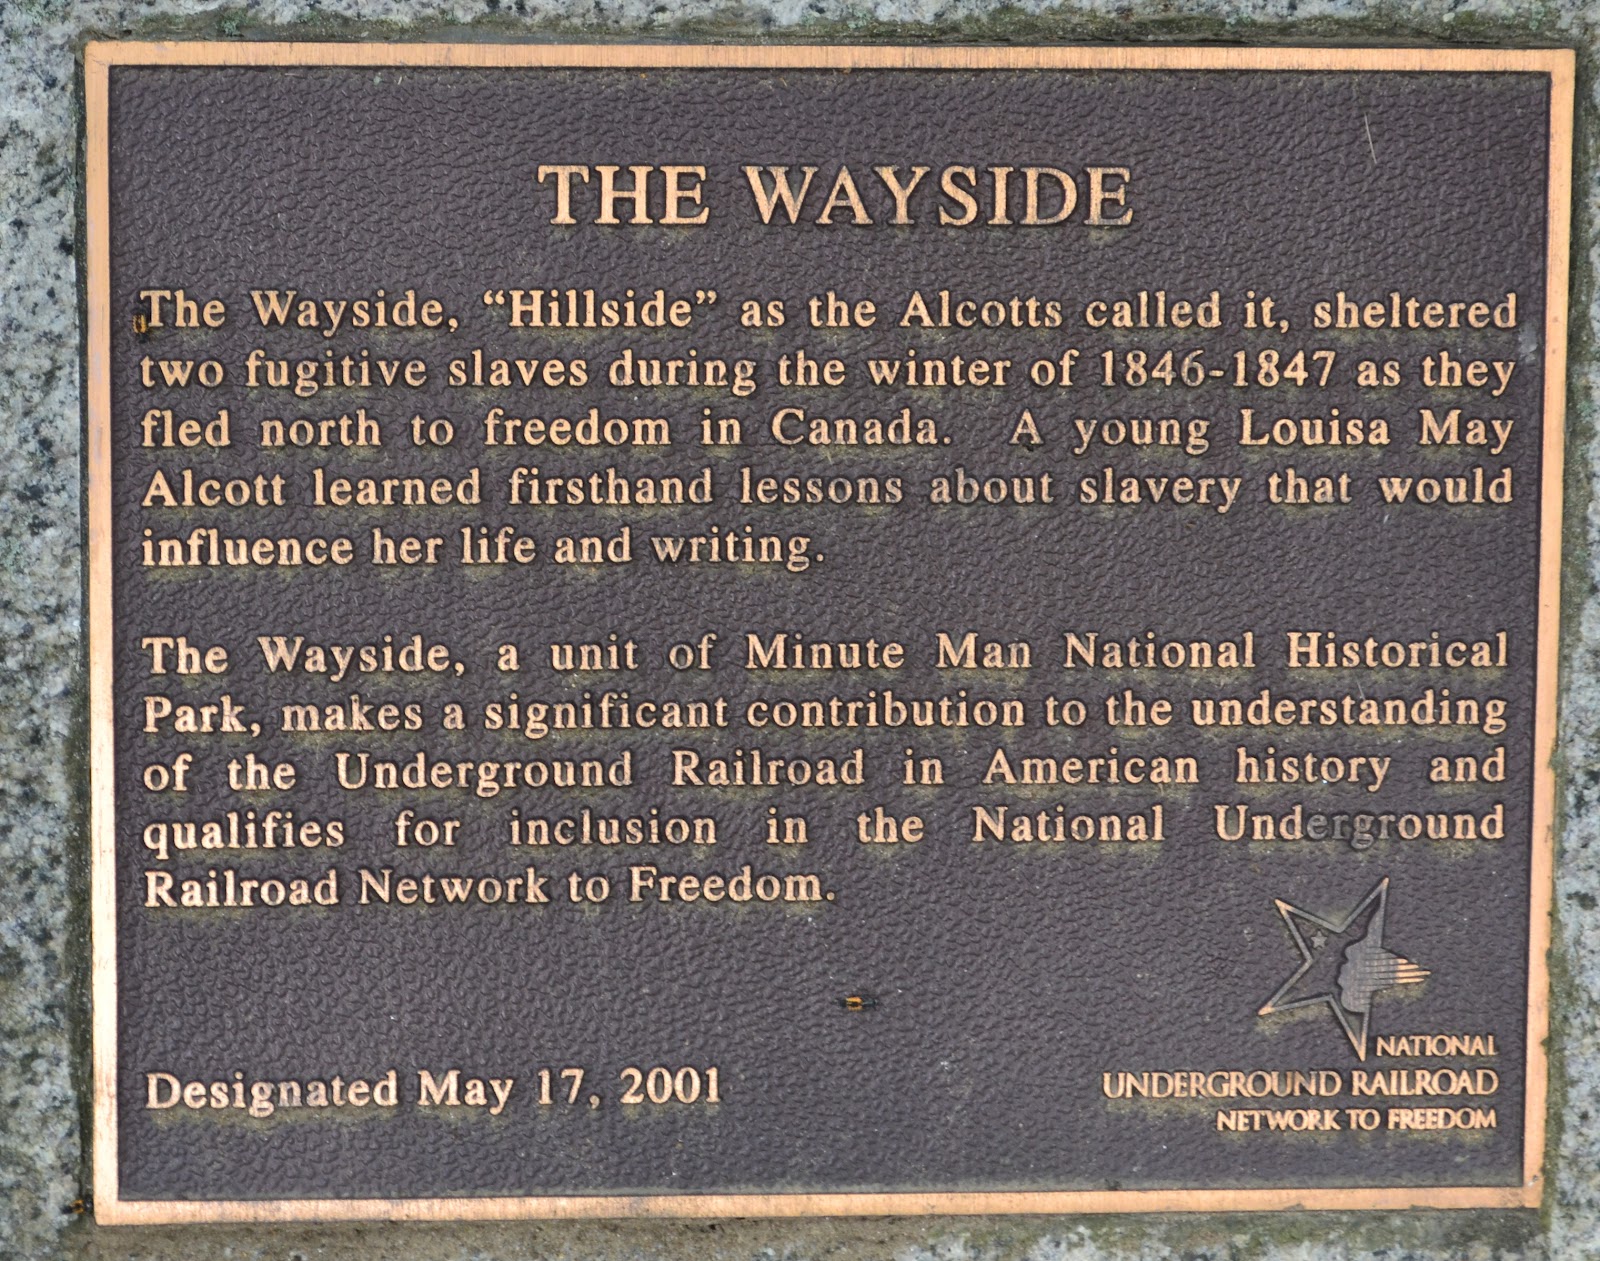 THE WAYSIDE
The Wayside, “Hillside” as the Alcotts called it, sheltered
two fugitive slaves during the winter of 1846-1847 as they
fled north to freedom in Canada. A young Louisa May
Alcott learned firsthand lessons about slavery that would
influence her life and writing.
The Wayside, a unit of Minute Man National Historical
Park, makes a significant contribution to the understanding
of the Underground Railroad in American history and
qualifies for inclusion in the National Underground
Railroad Network to Freedom.
Designated May 17, 2001
NATIONAL
UNDERGROUND RAILROAD
NETWORK TO FREEDOM